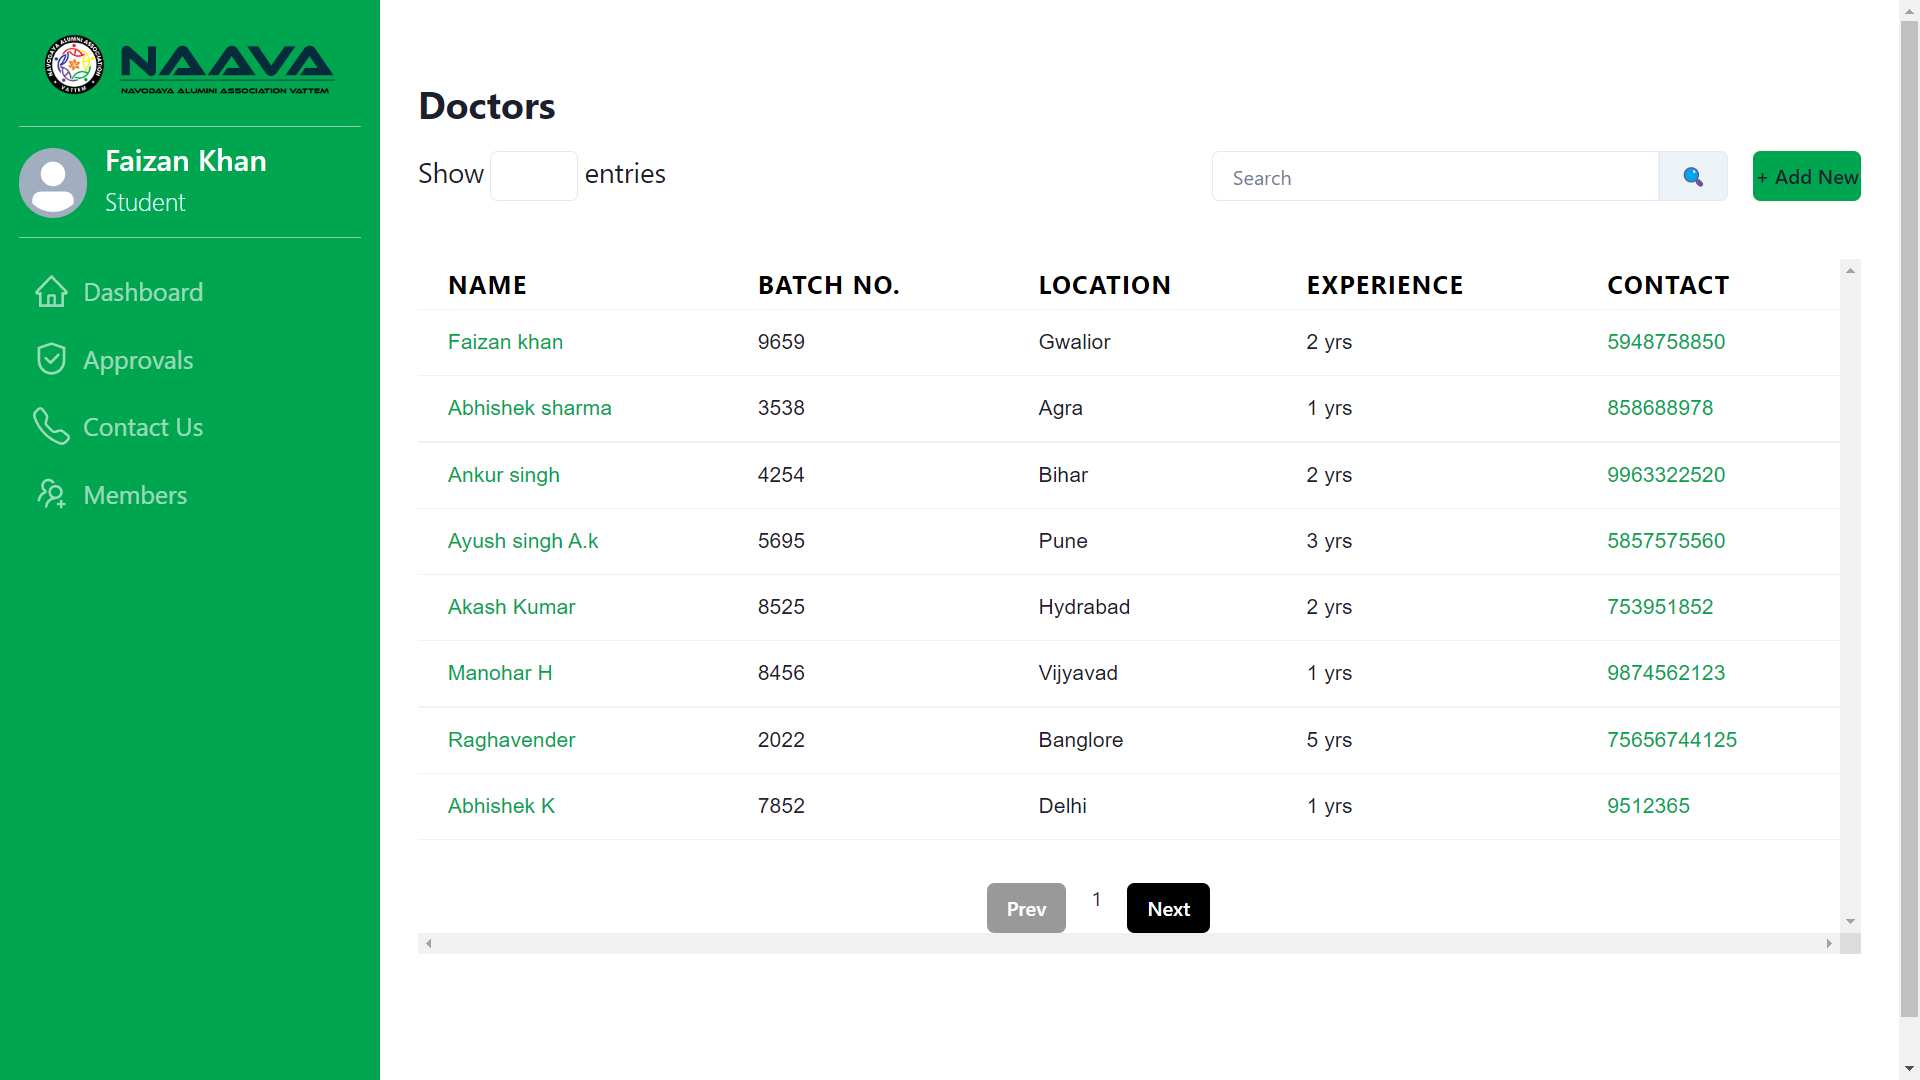 NAVODAYA ALUMNI ASSOCIATION
VATTEM
NAAVA
NAVODAYA ALUMINI ASSOCIATION VATTEM
Faizan Khan
Student
Dashboard
Approvals
Contact Us
Members
Doctors
Show entries
Search
+ Add New
NAME BATCH NO. LOCATION EXPERIENCE CONTACT
Faizan khan 9659 Gwalior 2 yrs 5948758850
Abhishek sharma 3538 Agra 1 yrs 858688978
Ankur singh 4254 Bihar 2 yrs 9963322520
Ayush singh A.k 5695 Pune 3 yrs 5857575560
Akash Kumar 8525 Hydrabad 2 yrs 753951852
Manohar H 8456 Vijyavad 1 yrs 9874562123
Raghavender 2022 Banglore 5 yrs 75656744125
Abhishek K 7852 Delhi 1 yrs 9512365
Prev 1 Next